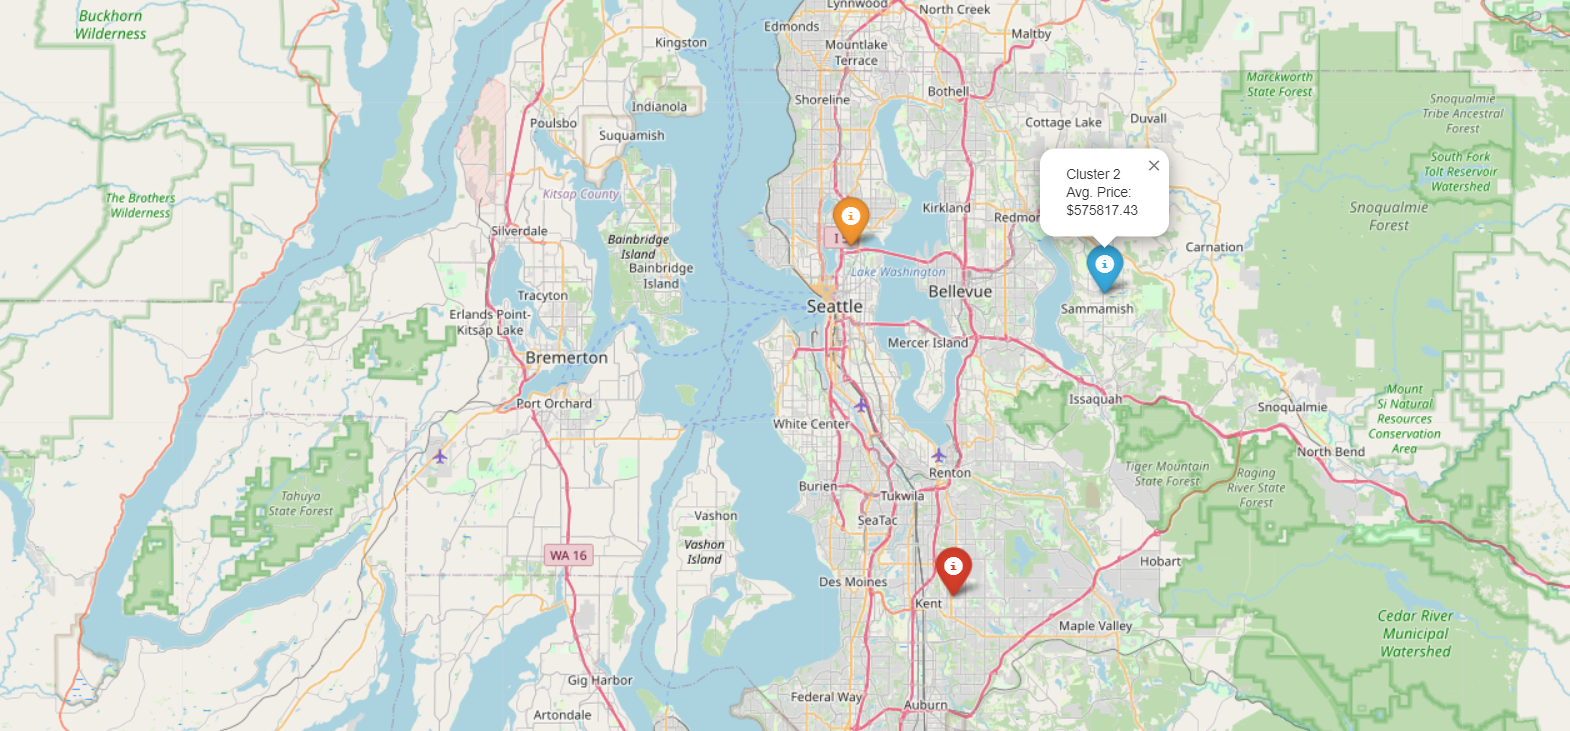 Buckhorn
Wilderness
Kingston
Edmonds
Lynnwood
North Creek
Maltby
Mountlake
Terrace
Marckworth
State Forest
Bothell
Shoreline
Indianola
Poulsbo
Suquamish
Cottage Lake
Duvall
Snoqualmie
Tribe Ancestral
Forest
South Fork
Tolt Reservoir
Watershed
Cluster 2
Avg. Price:
$575817.43
Kitsap County
The Brothers
Wilderness
Kirkland
Redmon
Snoqualmie
Forest
Silverdale
Bainbridge
Island
Bainbridge
Island
I 5
Carnation
Lake Washington
Tracyton
Bellevue
Seattle
Sammamish
Erlands Point-
Kitsap Lake
Mercer Island
Bremerton
Port Orchard
Issaquah
Snoqualmie
Mount
Si Natural
Resources
Conservation
Area
White Center
North Bend
Renton
Tiger Mountain
State Forest
Raging
River State
Forest
Burien
Tukwila
Tahuya
State Forest
Vashon
SeaTac
Vashon
Island
WA 16
Hobart
Des Moines
Kent
Maple Valley
Cedar River
Municipal
Watershed
Gig Harbor
Federal Way
Auburn
Artondale